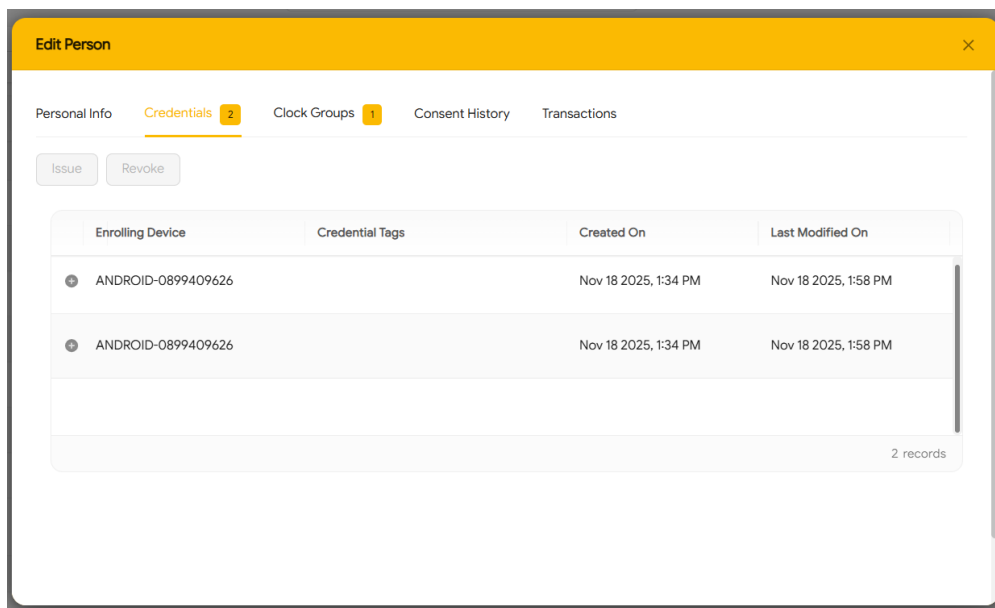 Edit Person
Personal Info Credentials 2 Clock Groups 1 Consent History Transactions
Issue Revoke
Enrolling Device Credential Tags Created On Last Modified On
ANDROID-0899409626 Nov 18 2025, 1:34 PM Nov 18 2025, 1:58 PM
ANDROID-0899409626 Nov 18 2025, 1:34 PM Nov 18 2025, 1:58 PM
2 records